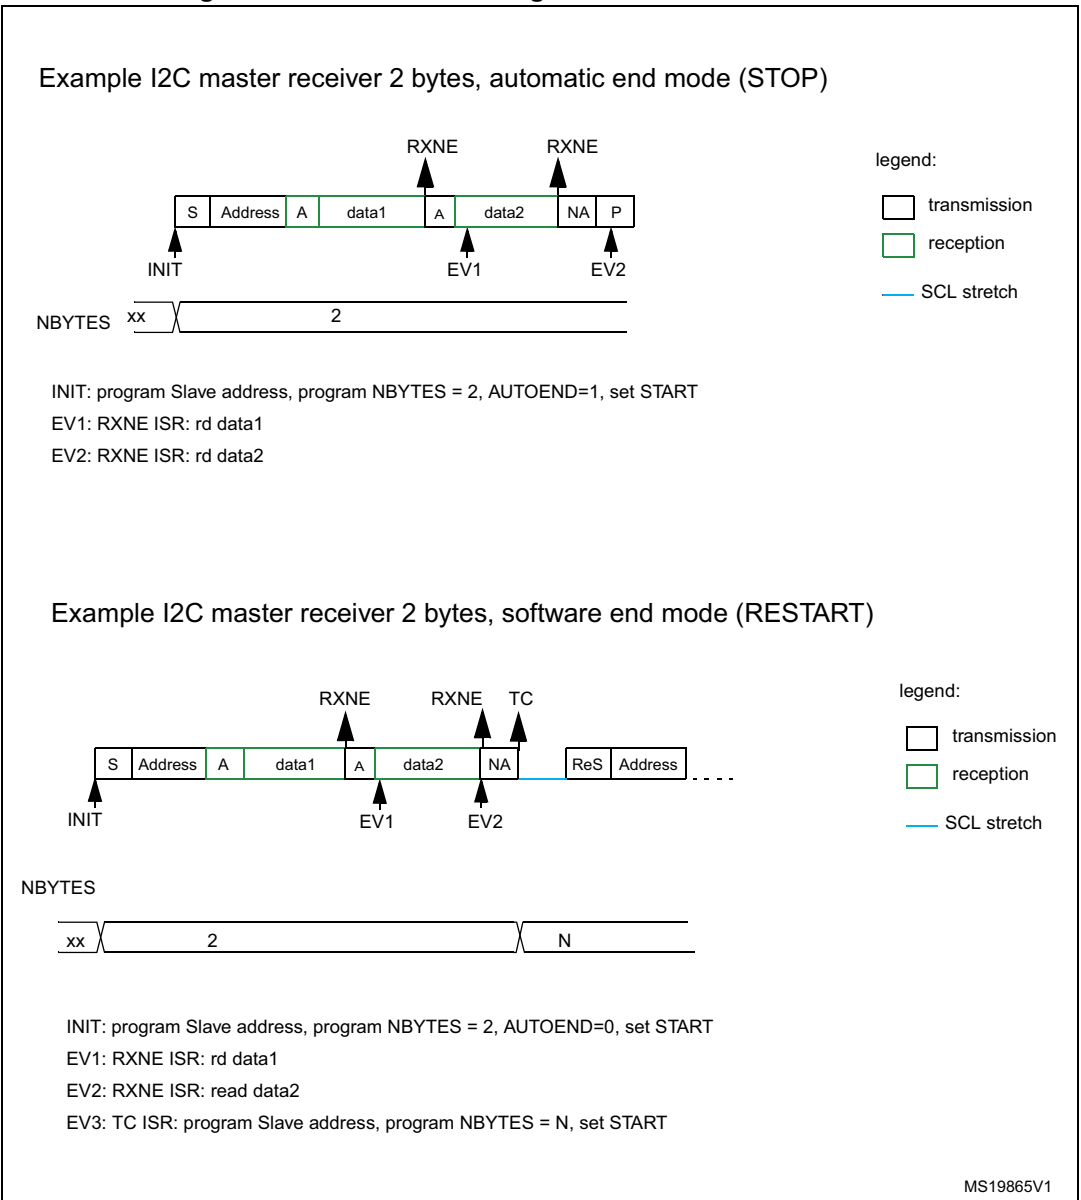 Example I2C master receiver 2 bytes, automatic end mode (STOP)
RXNE RXNE
legend:
S Address A data1 A data2 NA P
transmission
reception
INIT EV1 EV2
SCL stretch
NBYTES xx 2
INIT: program Slave address, program NBYTES = 2, AUTOEND=1, set START
EV1: RXNE ISR: rd data1
EV2: RXNE ISR: rd data2
Example I2C master receiver 2 bytes, software end mode (RESTART)
RXNE RXNE TC
legend:
S Address A data1 A data2 NA ReS Address
transmission
reception
INIT EV1 EV2
SCL stretch
NBYTES
xx 2 N
INIT: program Slave address, program NBYTES = 2, AUTOEND=0, set START
EV1: RXNE ISR: rd data1
EV2: RXNE ISR: read data2
EV3: TC ISR: program Slave address, program NBYTES = N, set START
MS19865V1